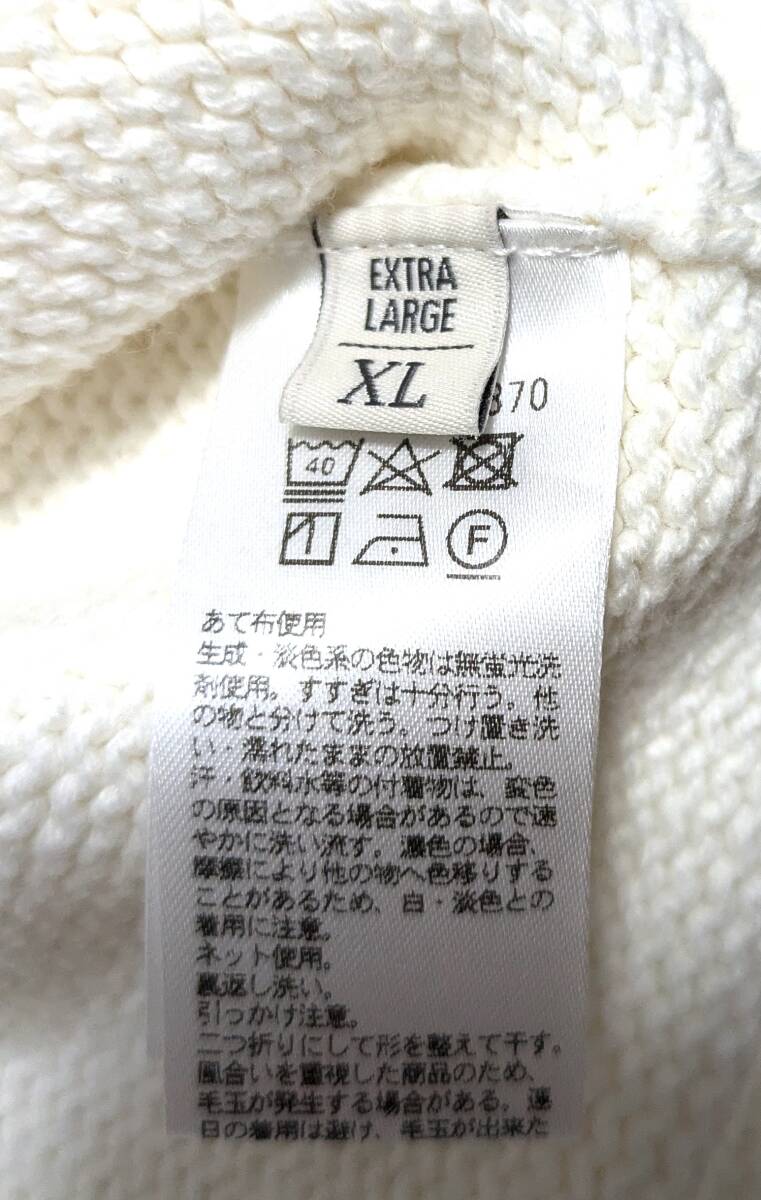 EXTRA
LARGE
XL
370
40
F
あて布使用
生成・淡色系の色物は無蛍光洗
剤使用。すすぎは十分行う。他
の物と分けて洗う。つけ置き洗
い・濡れたままの放置禁止。
汗・飲料水等の付着物は、変色
の原因となる場合があるので速
やかに洗い流す。濃色の場合、
摩擦により他の物へ色移りする
ことがあるため、白・淡色との
着用に注意。
ネット使用。
裏返し洗い。
引っかけ注意。
二つ折りにして形を整えて干す。
風合いを重視した商品のため、
毛玉が発生する場合がある。連
日の着用は避け、毛玉が出来た